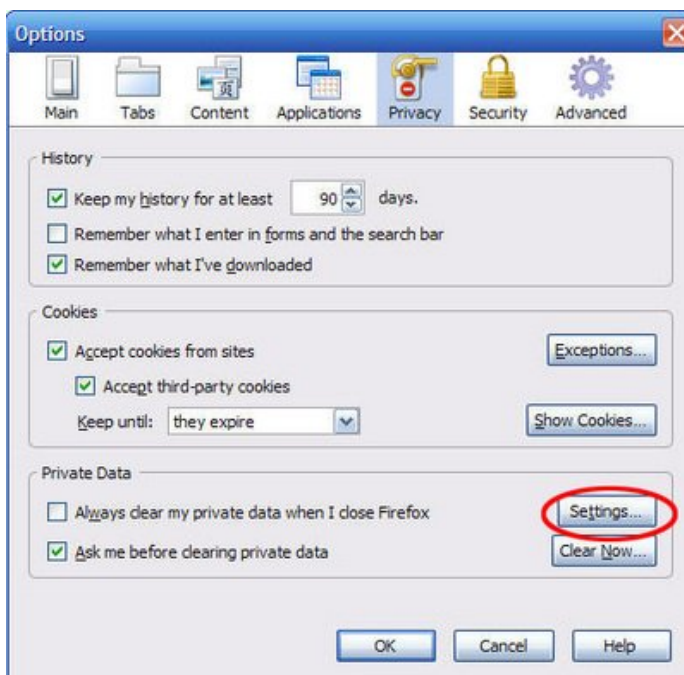 Options
Main Tabs Content Applications Privacy Security Advanced
History
Keep my history for at least 90 days.
Remember what I enter in forms and the search bar
Remember what I've downloaded
Cookies
Accept cookies from sites Exceptions...
Accept third-party cookies
Keep until: they expire Show Cookies...
Private Data
Always clear my private data when I close Firefox Settings...
Ask me before clearing private data Clear Now...
OK Cancel Help